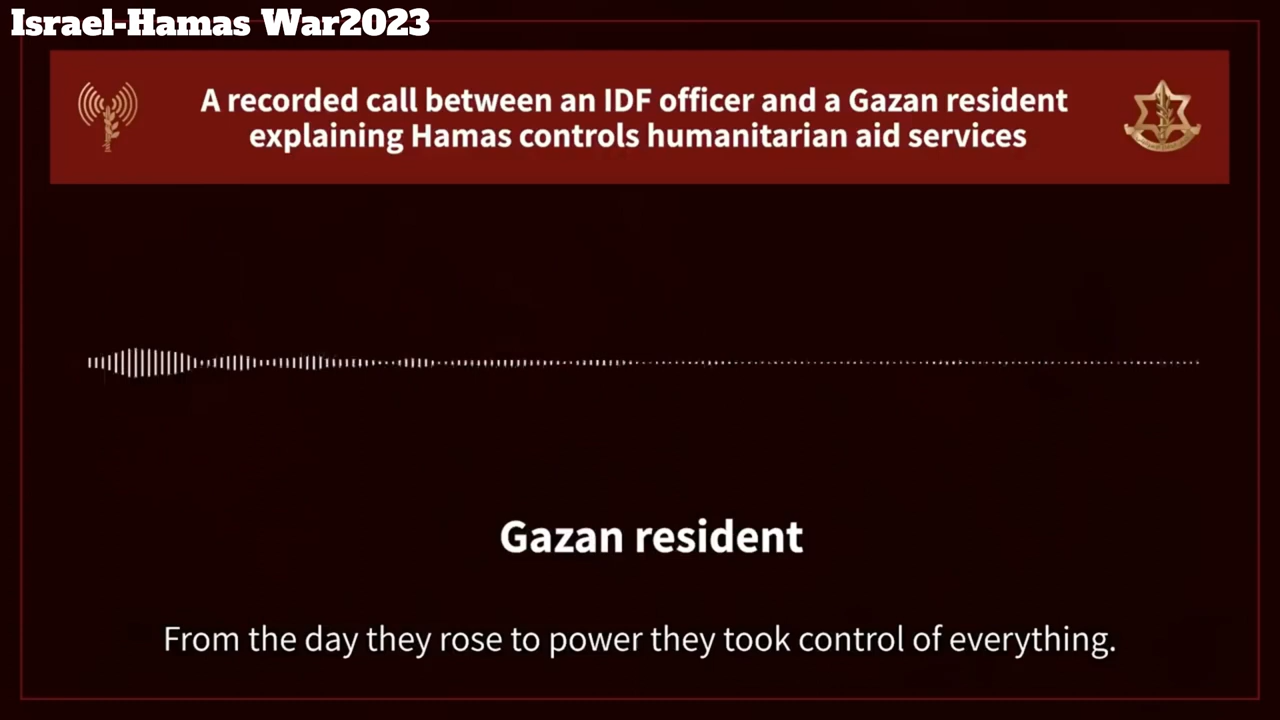 Israel-Hamas War2023
A recorded call between an IDF officer and a Gazan resident
explaining Hamas controls humanitarian aid services
Gazan resident
From the day they rose to power they took control of everything.